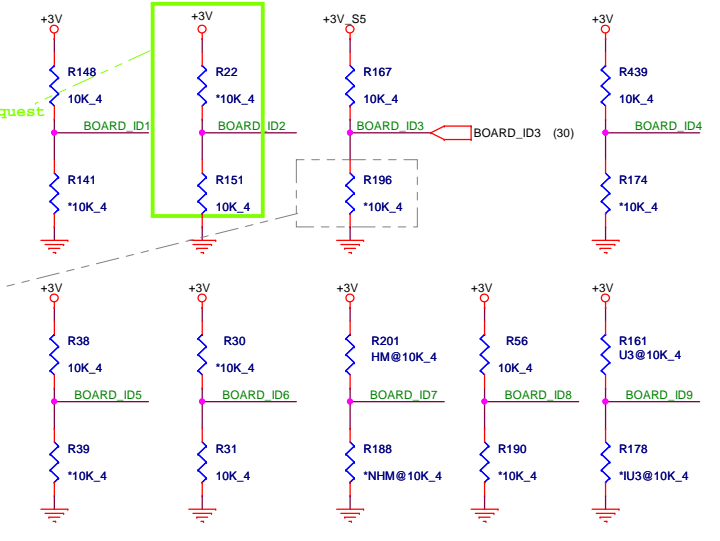 +3V
+3V
+3V_S5
+3V
R148
10K_4
R22
*10K_4
R167
10K_4
R439
10K_4
quest
BOARD_ID1
BOARD_ID2
BOARD_ID3
BOARD_ID3 (30)
BOARD_ID4
R141
*10K_4
R151
10K_4
R196
*10K_4
R174
*10K_4
+3V
+3V
+3V
+3V
+3V
R38
10K_4
R30
*10K_4
R201
HM@10K_4
R56
10K_4
R161
U3@10K_4
BOARD_ID5
BOARD_ID6
BOARD_ID7
BOARD_ID8
BOARD_ID9
R39
*10K_4
R31
10K_4
R188
*NHM@10K_4
R190
*10K_4
R178
*IU3@10K_4